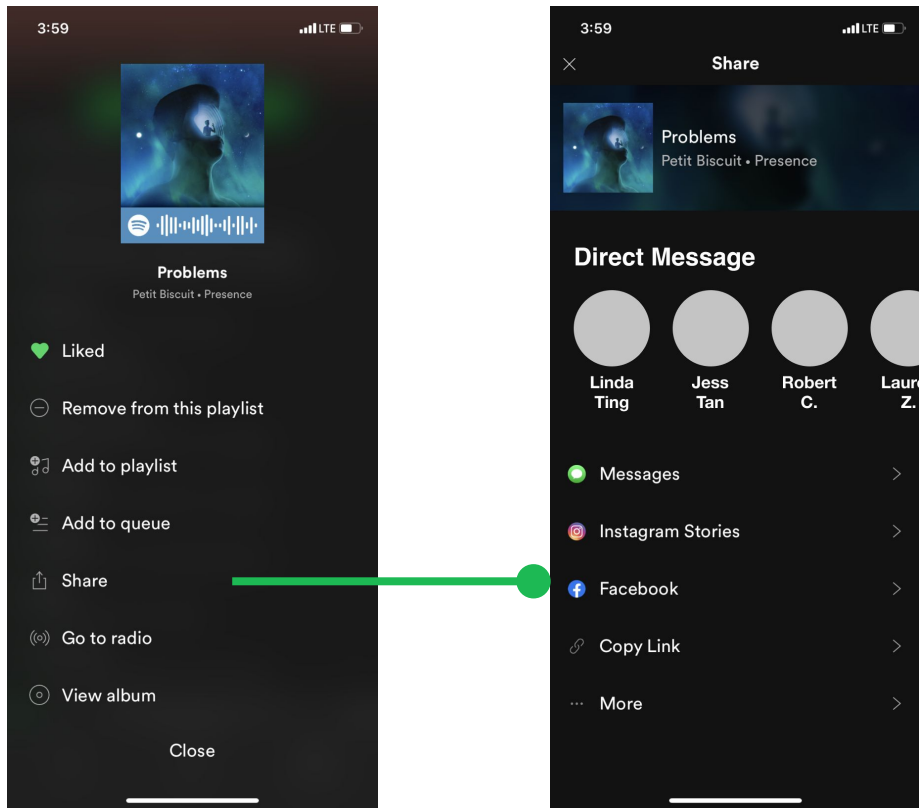 3:59
LTE
Problems
Petit Biscuit • Presence
Liked
Remove from this playlist
Add to playlist
Add to queue
Share
Go to radio
View album
Close
3:59
LTE
Share
Problems
Petit Biscuit • Presence
Direct Message
Linda
Ting
Jess
Tan
Robert
C.
Laur
Z.
Messages
Instagram Stories
Facebook
Copy Link
More